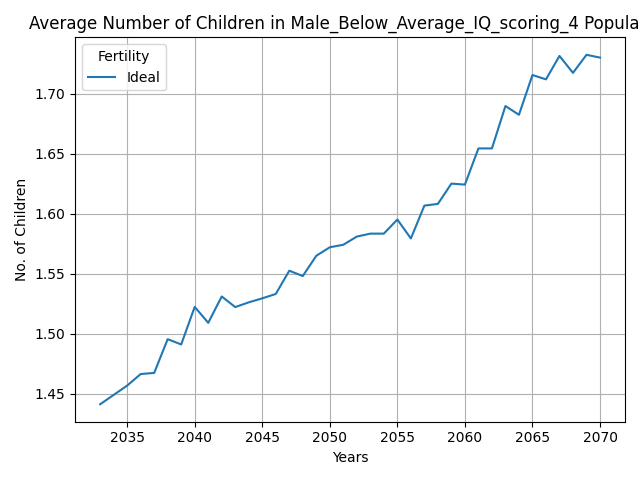 Average Number of Children in Male_Below_Average_IQ_scoring_4 Popula
Fertility
Ideal
No. of Children
1.70
1.65
1.60
1.55
1.50
1.45
2035 2040 2045 2050 2055 2060 2065 2070
Years